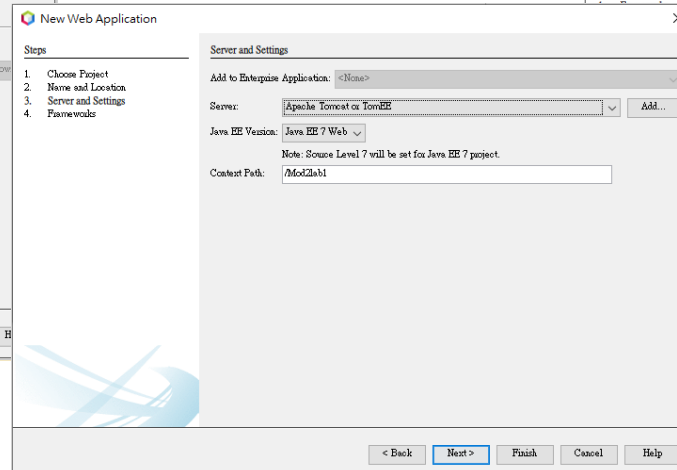 New Web Application
Steps
1. Choose Project
2. Name and Location
3. Server and Settings
4. Frameworks
Server and Settings
Add to Enterprise Application: <None>
Server: Apache Tomcat or TomEE Add...
Java EE Version: Java EE 7 Web
Note: Source Level 7 will be set for Java EE 7 project.
Context Path: /Mod2lab1
< Back Next > Finish Cancel Help